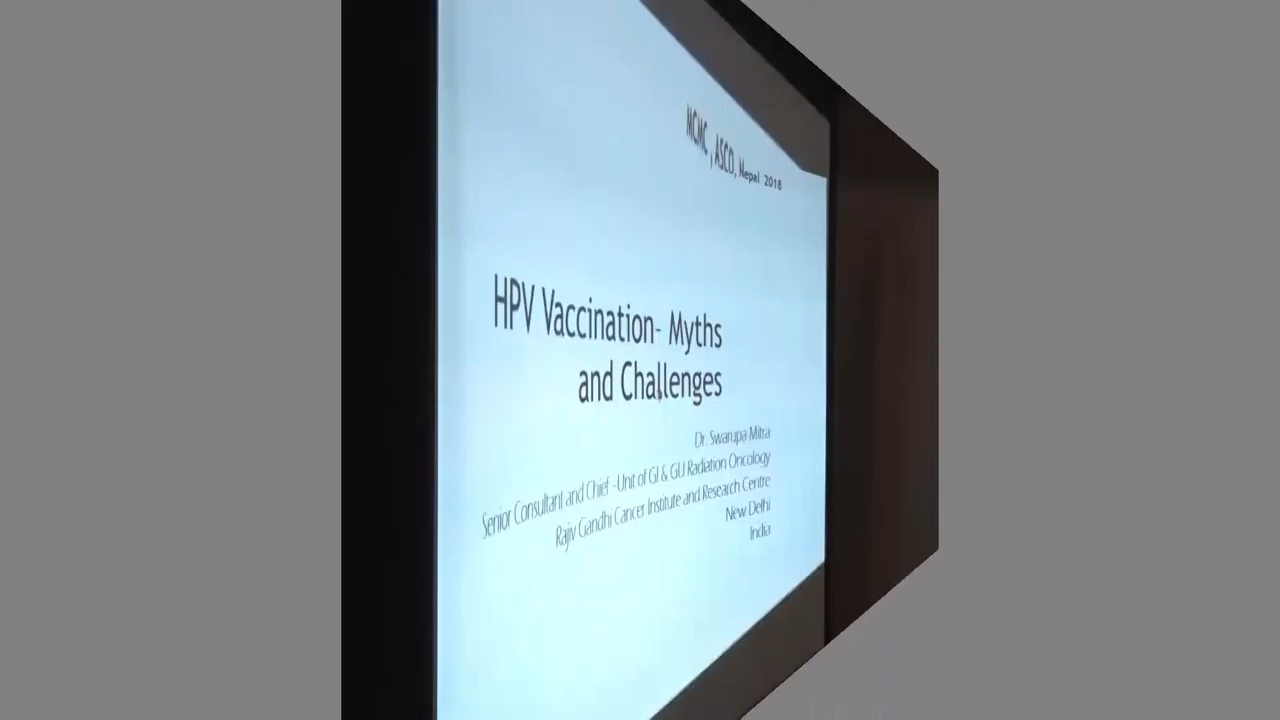 MCMC , ASCO, Nepal 2018
HPV Vaccination- Myths
and Challenges
Dr. Swarupa Mitra
Senior Consultant and Chief -Unit of GI & GU Radiation Oncology
Rajiv Gandhi Cancer Institute and Research Centre
New Delhi
India